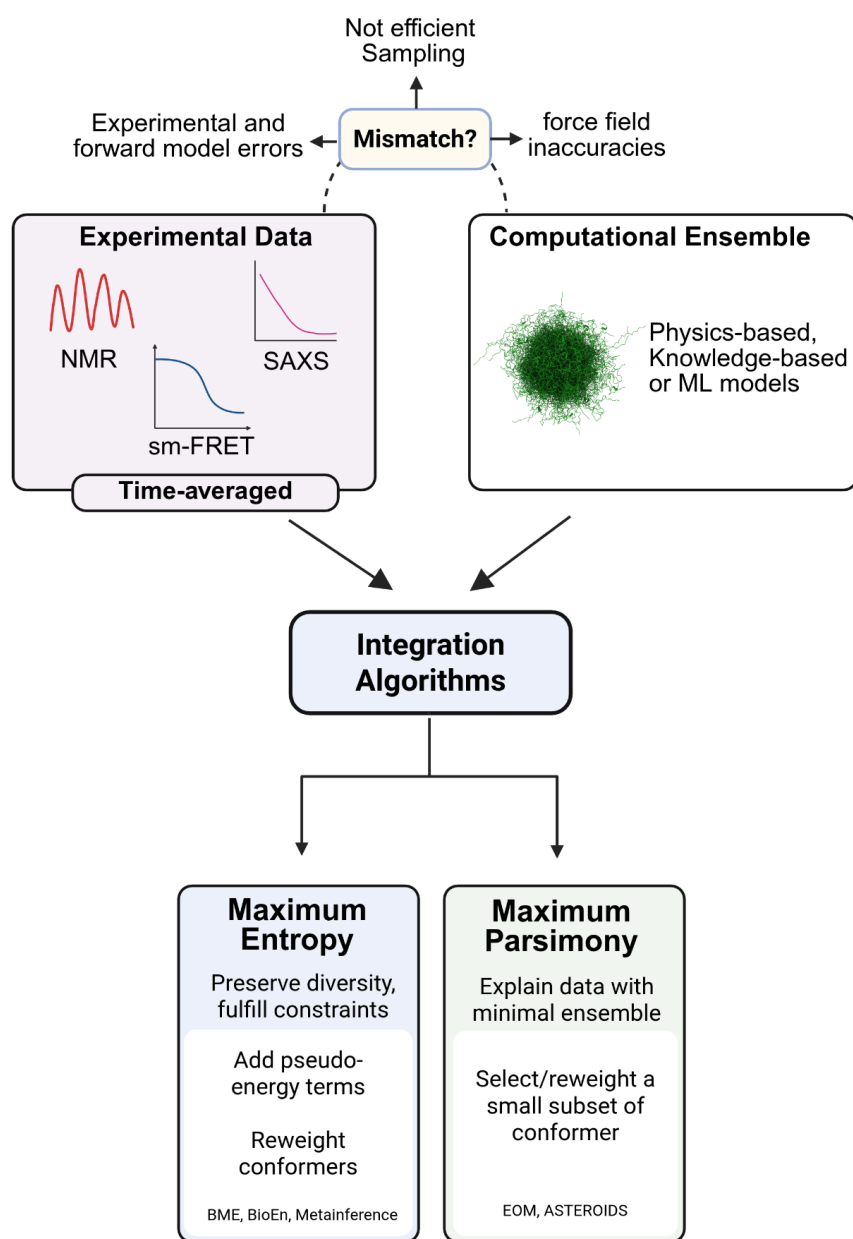 Not efficient
Sampling
Experimental and
forward model errors
Mismatch?
force field
inaccuracies
Experimental Data
NMR
SAXS
sm-FRET
Time-averaged
Computational Ensemble
Physics-based,
Knowledge-based
or ML models
Integration
Algorithms
Maximum
Entropy
Preserve diversity,
fulfill constraints
Add pseudo-
energy terms
Reweight
conformers
BME, BioEn, Metainference
Maximum
Parsimony
Explain data with
minimal ensemble
Select/reweight a
small subset of
conformer
EOM, ASTEROIDS